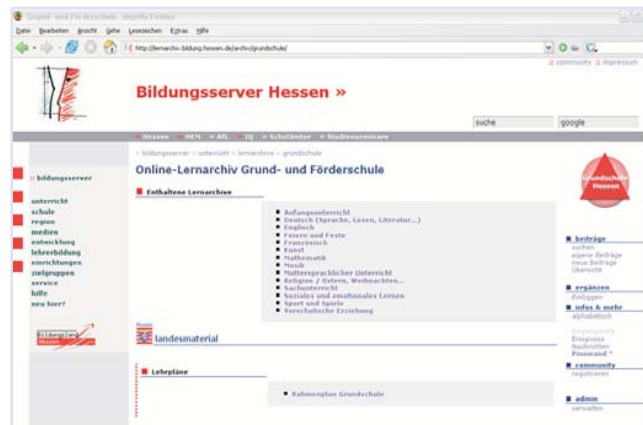 Grund- und Förderschule - Mozilla Firefox
Datei Bearbeiten Ansicht Gehe Lesezeichen Extras Hilfe
http://lernarchiv.bildung.hessen.de/archiv/grundschule/
community impressum
Bildungsserver Hessen »
suche google
» Hessen » HKM » AfL » IQ » Schulämter » Studienseminare
> bildungsserver > unterricht > lernarchive > grundschule
:: bildungsserver
unterricht
schule
region
medien
entwicklung
lehrerbildung
einrichtungen
zielgruppen
service
hilfe
neu hier?
Bildungsland
Hessen
Online-Lernarchiv Grund- und Förderschule
Enthaltene Lernarchive
Anfangsunterricht
Deutsch (Sprache, Lesen, Literatur...)
Englisch
Feiern und Feste
Französisch
Kunst
Mathematik
Musik
Muttersprachlicher Unterricht
Religion / Ostern, Weihnachten...
Sachunterricht
Soziales und emotionales Lernen
Sport und Spiele
Vorschulische Erziehung
Hessen
landesmaterial
Lehrpläne
Rahmenplan Grundschule
Grundschule
Hessen
beiträge
suchen
eigene Beiträge
neue Beiträge
Übersicht
ergänzen
Einloggen
infos & mehr
alphabetisch
Ereignisse
Nachrichten
Pinnwand *
community
registrieren
admin
verwalten